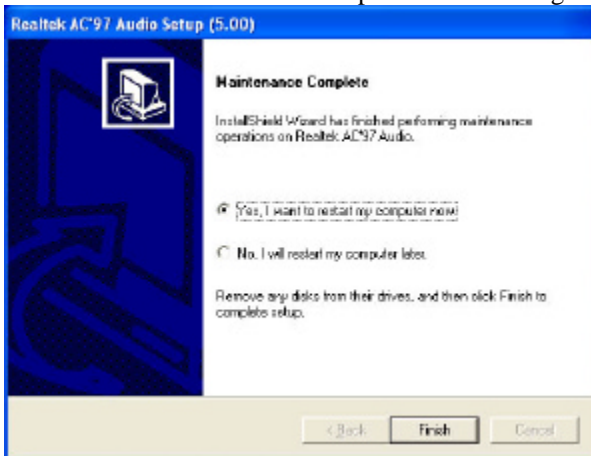 Realtek AC'97 Audio Setup (5.00)
Maintenance Complete
InstallShield Wizard has finished performing maintenance
operations on Realtek AC'97 Audio.
Yes, I want to restart my computer now!
No, I will restart my computer later.
Remove any disks from their drives, and then click Finish to
complete setup.
< Back Finish Cancel